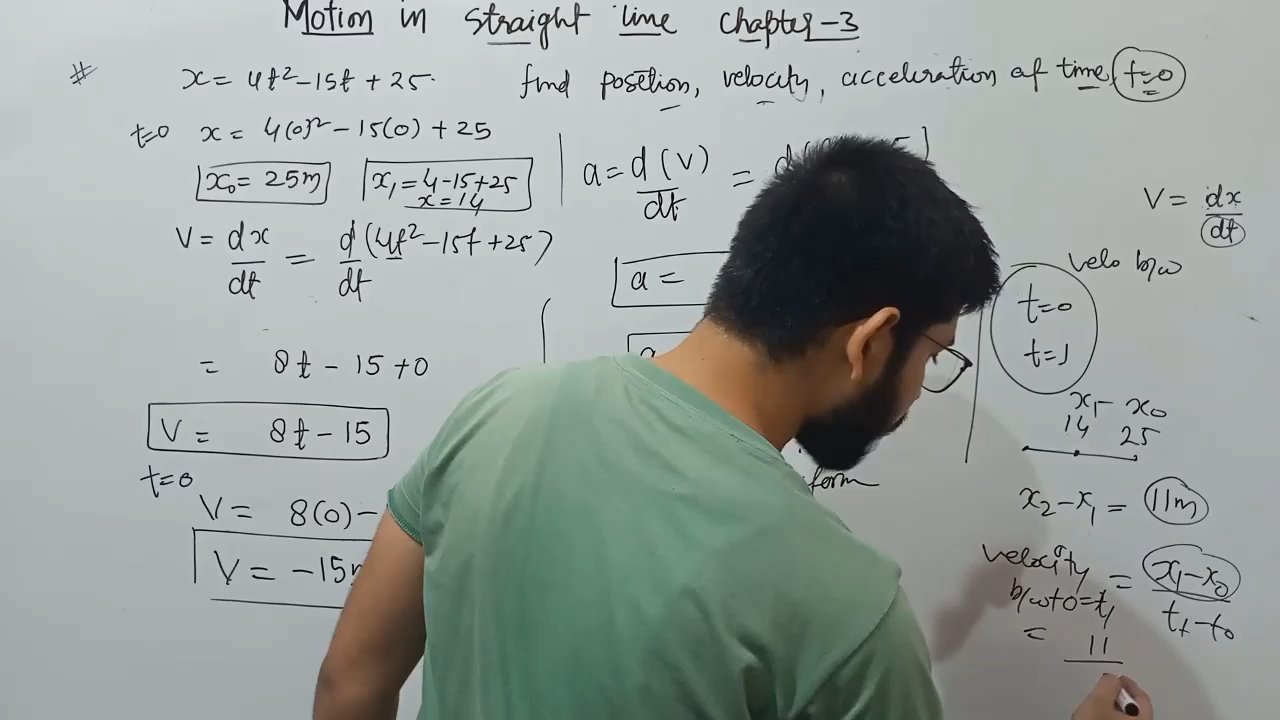 Motion in straight line chapter-3
# x = 4t² - 15t + 25. find position, velocity, acceleration at time t=0
t=0 x = 4(0)² - 15(0) + 25
x₀ = 25m
x₁ = 4-15+25
x = 14
V = dx/dt = d/dt (4t² - 15t + 25)
= 8t - 15 + 0
V = 8t - 15
t=0
V = 8(0) -
V = -15
a = d(V)/dt =
a =
form
V = dx/dt
velo b/w
t=0
t=1
x₁ - x₀
14 25
x₂ - x₁ = 11m
velocity = x₁-x₀/t₁-t₀
b/w t0=t₁
= 11